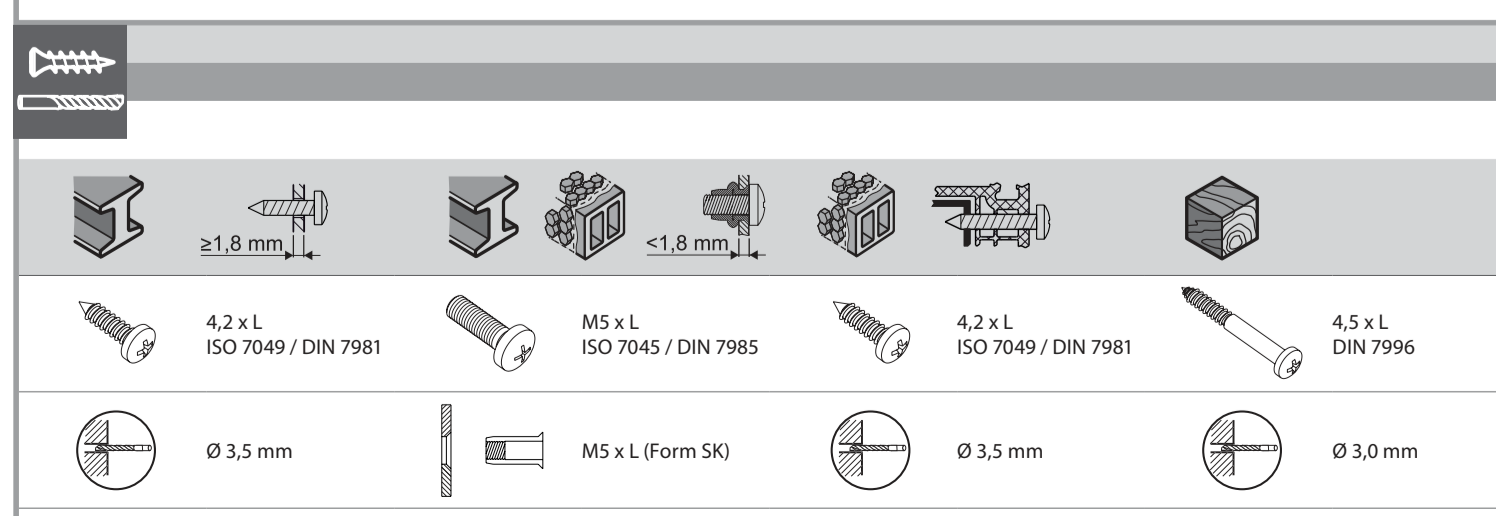 ≥1,8 mm
<1,8 mm
4,2 x L
ISO 7049 / DIN 7981
M5 x L
ISO 7045 / DIN 7985
4,2 x L
ISO 7049 / DIN 7981
4,5 x L
DIN 7996
Ø 3,5 mm
M5 x L (Form SK)
Ø 3,5 mm
Ø 3,0 mm